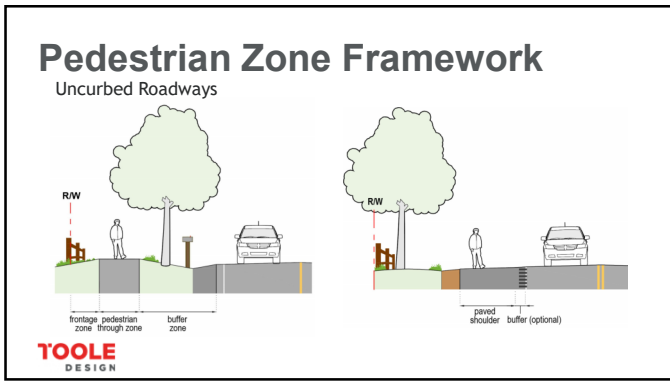 Pedestrian Zone Framework
Uncurbed Roadways
R/W
frontage zone
pedestrian through zone
buffer zone
R/W
paved shoulder
buffer (optional)
TOOLE
DESIGN